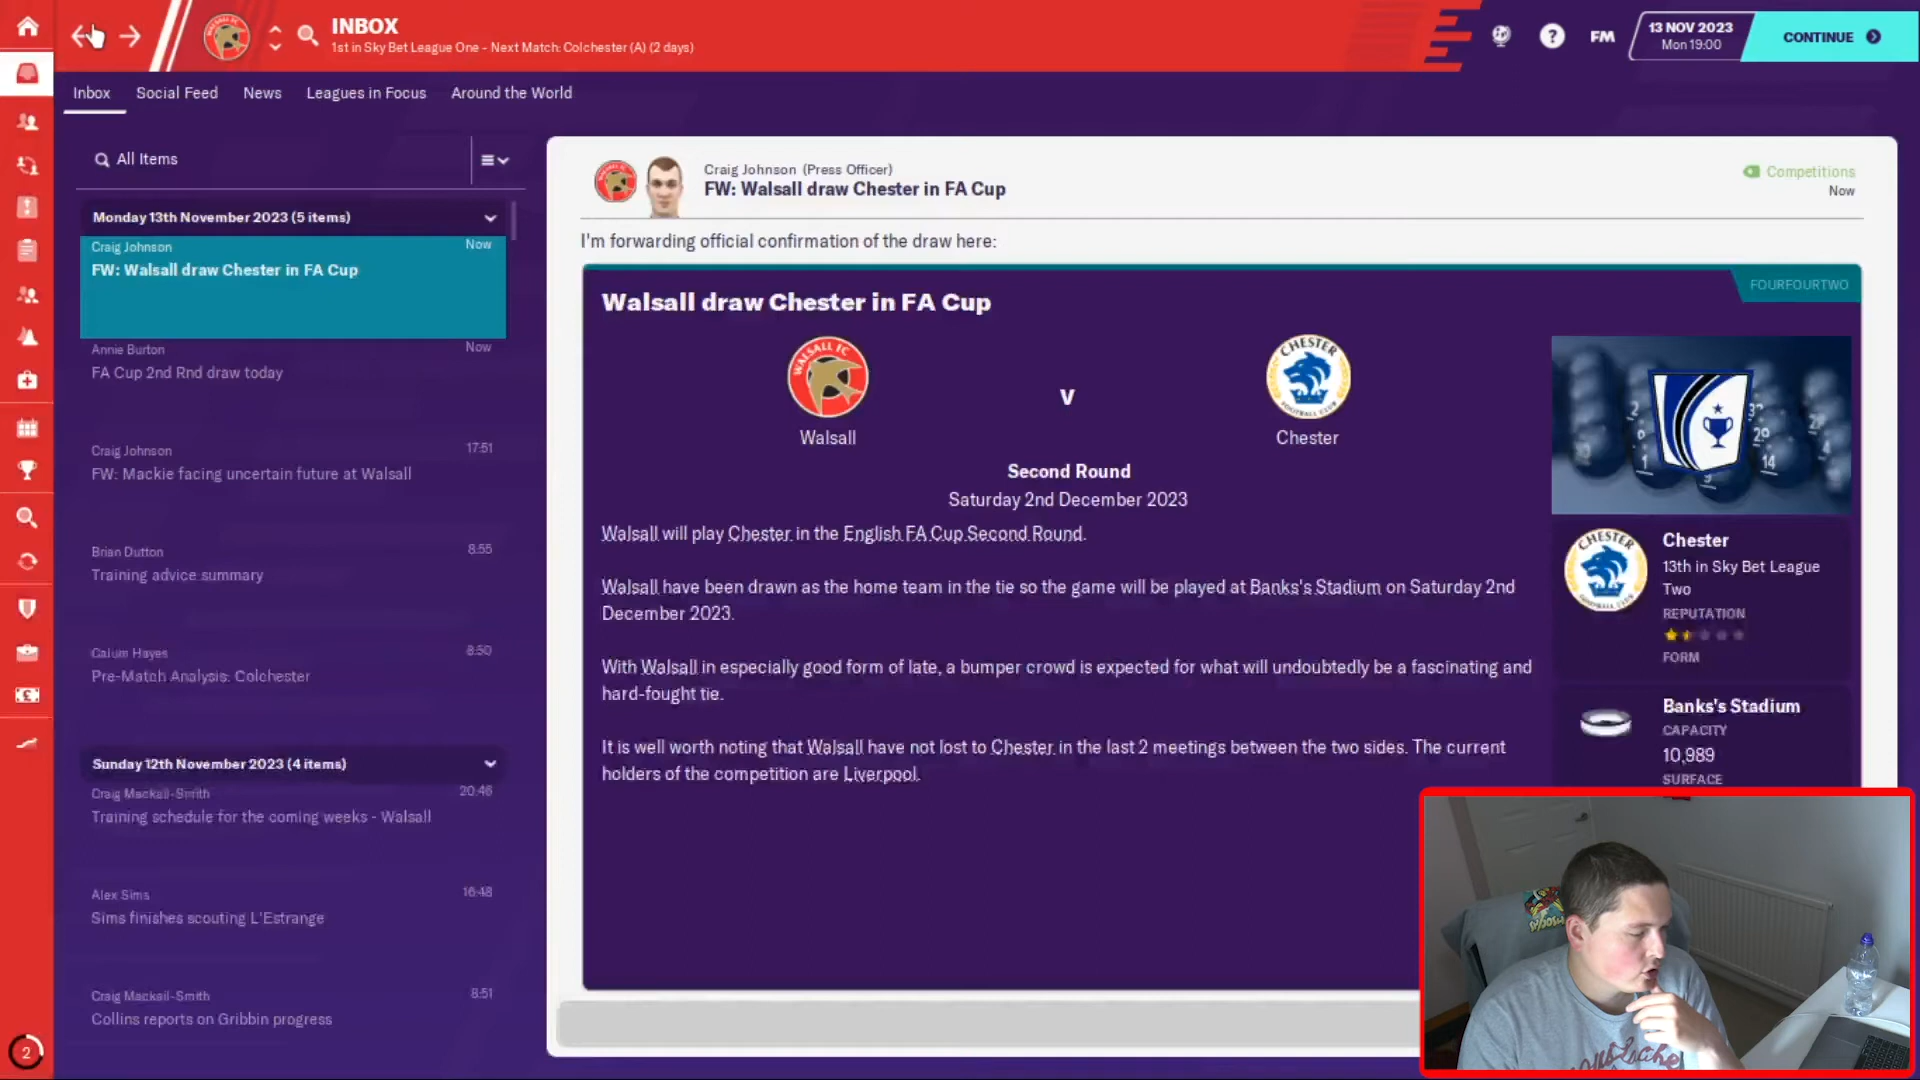 INBOX
1st in Sky Bet League One - Next Match: Colchester (A) (2 days)
?
FM
13 NOV 2023
Mon 19:00
CONTINUE
Inbox
Social Feed
News
Leagues in Focus
Around the World
All Items
Monday 13th November 2023 (5 items)
Craig Johnson
Now
FW: Walsall draw Chester in FA Cup
Annie Burton
Now
FA Cup 2nd Rnd draw today
Craig Johnson
17:51
FW: Mackie facing uncertain future at Walsall
Brian Dutton
8:55
Training advice summary
Calum Hayes
8:50
Pre-Match Analysis: Colchester
Sunday 12th November 2023 (4 items)
Craig Mackail-Smith
20:46
Training schedule for the coming weeks - Walsall
Alex Sims
16:48
Sims finishes scouting L'Estrange
Craig Mackail-Smith
8:51
Collins reports on Gribbin progress
2
Craig Johnson (Press Officer)
FW: Walsall draw Chester in FA Cup
Competitions
Now
I'm forwarding official confirmation of the draw here:
FOURFOURTWO
Walsall draw Chester in FA Cup
WALSALL FC
v
CHESTER
FOOTBALL CLUB
Walsall
Chester
Second Round
Saturday 2nd December 2023
Walsall will play Chester in the English FA Cup Second Round.
Walsall have been drawn as the home team in the tie so the game will be played at Banks's Stadium on Saturday 2nd
December 2023.
With Walsall in especially good form of late, a bumper crowd is expected for what will undoubtedly be a fascinating and
hard-fought tie.
It is well worth noting that Walsall have not lost to Chester in the last 2 meetings between the two sides. The current
holders of the competition are Liverpool.
CHESTER
Chester
13th in Sky Bet League
Two
REPUTATION
FORM
Banks's Stadium
CAPACITY
10,989
SURFACE